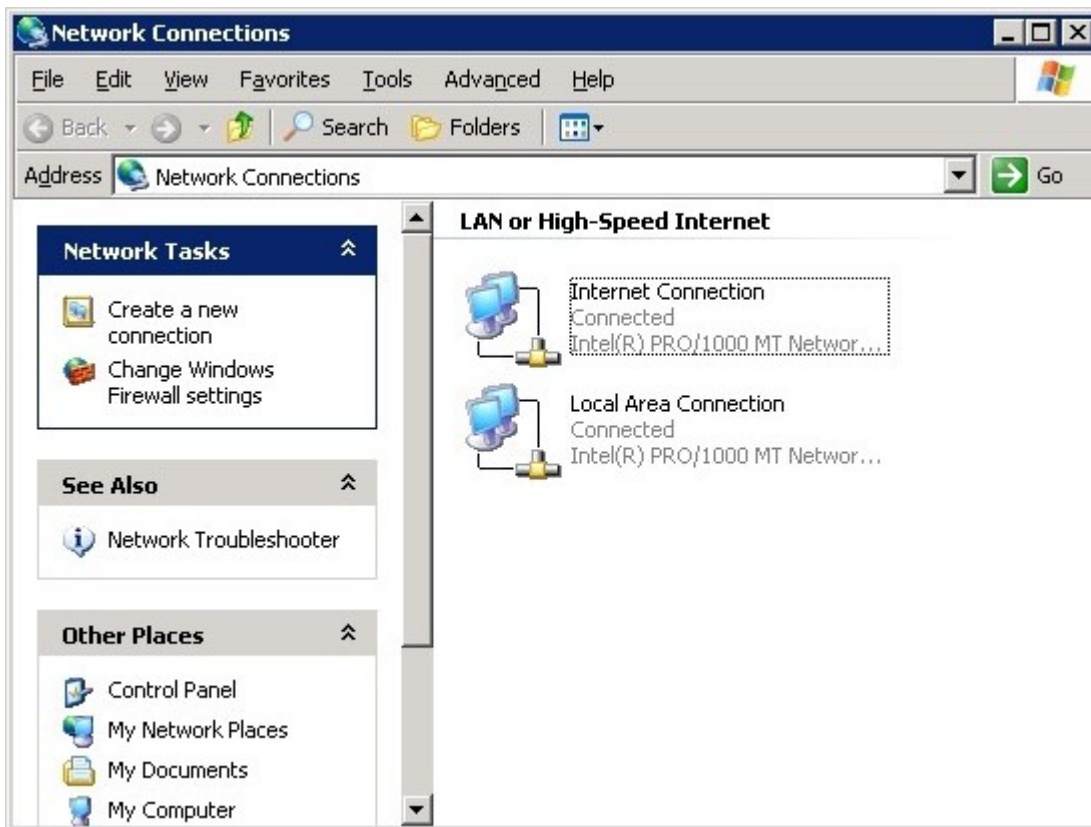 Network Connections
File Edit View Favorites Tools Advanced Help
Back Search Folders
Address Network Connections Go
Network Tasks
Create a new
connection
Change Windows
Firewall settings
See Also
Network Troubleshooter
Other Places
Control Panel
My Network Places
My Documents
My Computer
LAN or High-Speed Internet
Internet Connection
Connected
Intel(R) PRO/1000 MT Networ...
Local Area Connection
Connected
Intel(R) PRO/1000 MT Networ...